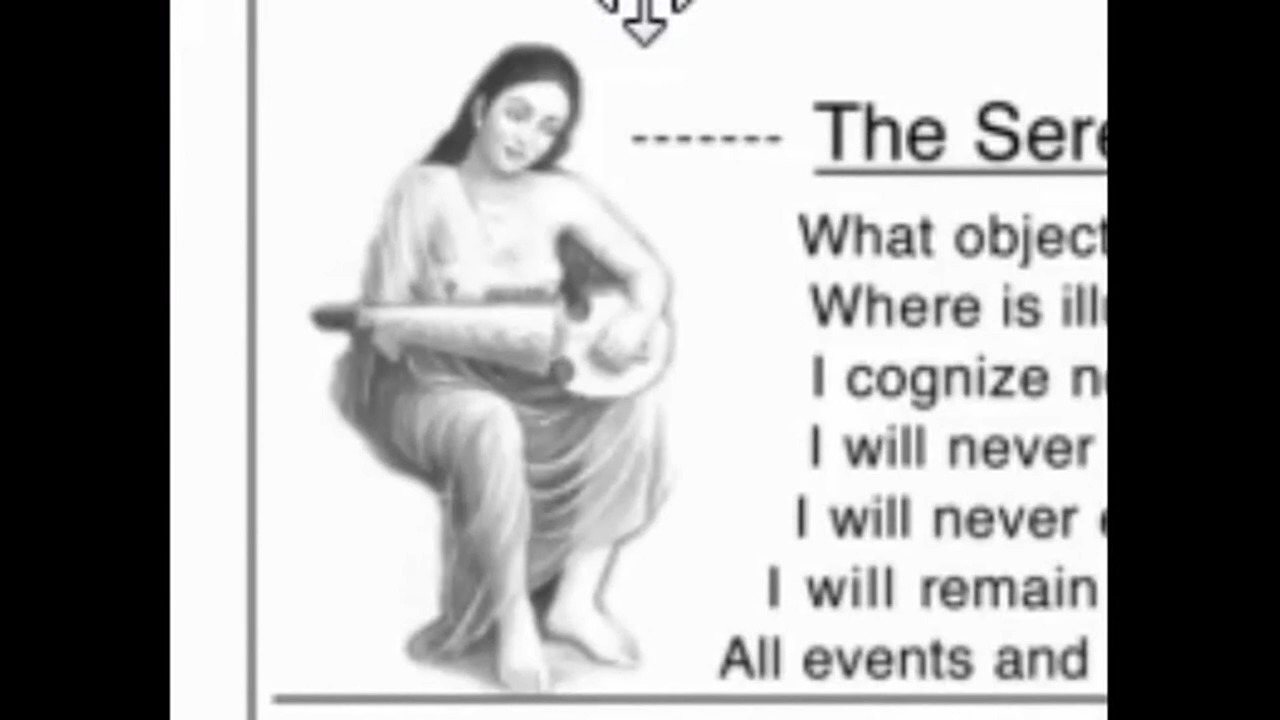 ------- The Sere
What object
Where is ill
I cognize n
I will never
I will never
I will remain
All events and